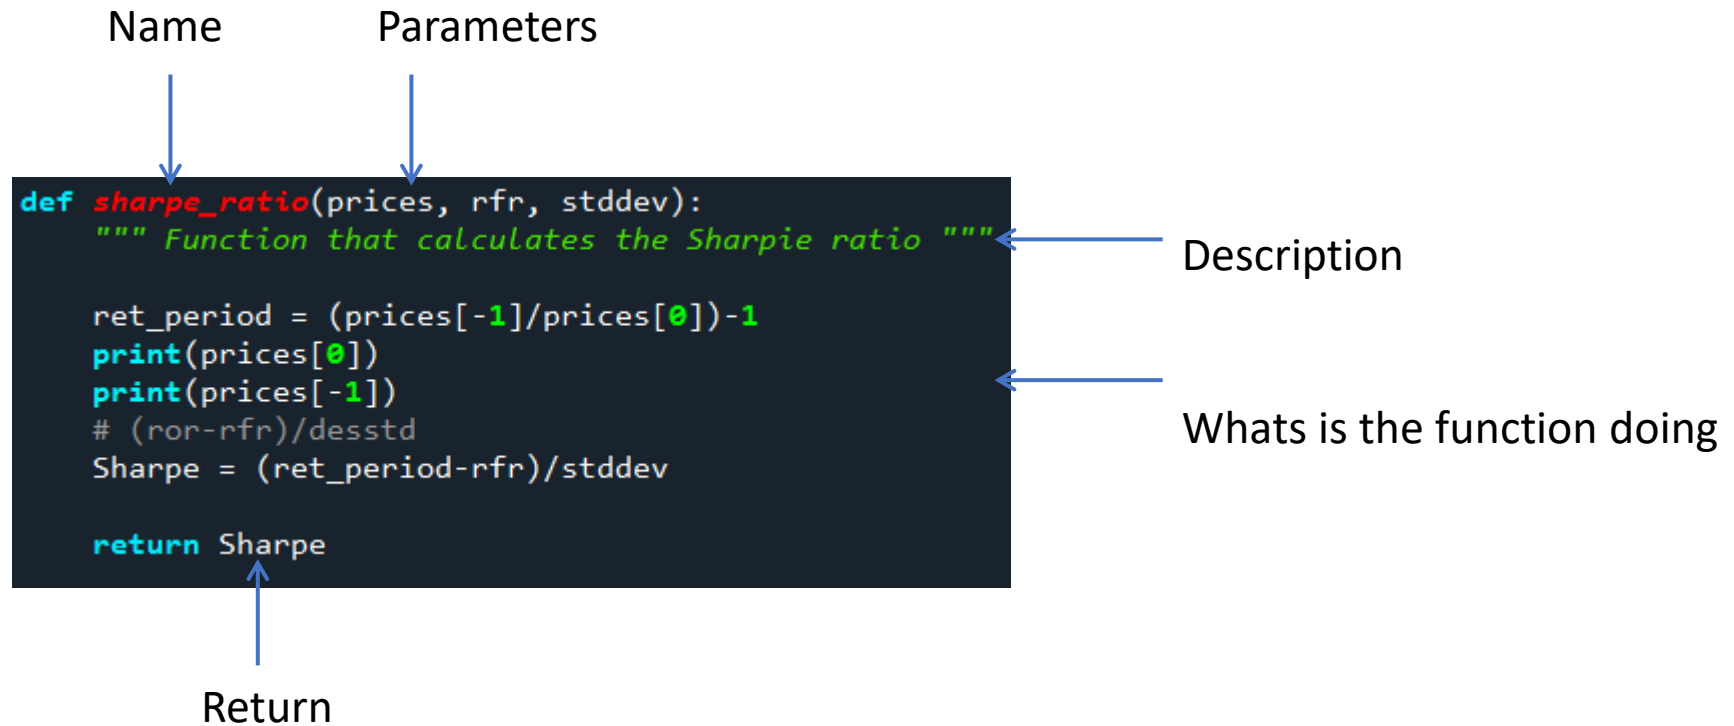 Name Parameters
def sharpe_ratio(prices, rfr, stddev):
""" Function that calculates the Sharpie ratio """
Description
ret_period = (prices[-1]/prices[0])-1
print(prices[0])
print(prices[-1])
# (ror-rfr)/desstd
Whats is the function doing
Sharpe = (ret_period-rfr)/stddev
return Sharpe
Return